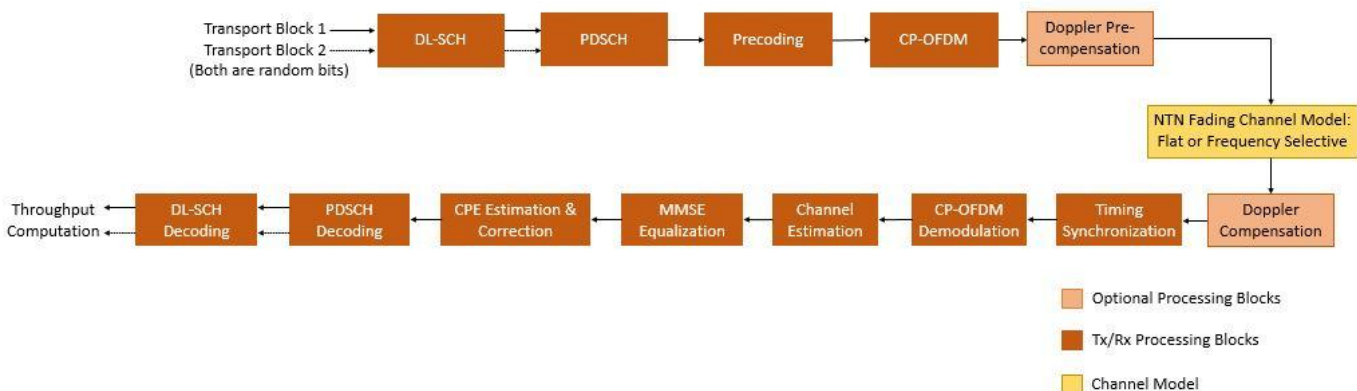 Transport Block 1
Transport Block 2
(Both are random bits)
DL-SCH
PDSCH
Precoding
CP-OFDM
Doppler Pre-
compensation
NTN Fading Channel Model:
Flat or Frequency Selective
Throughput
Computation
DL-SCH
Decoding
PDSCH
Decoding
CPE Estimation &
Correction
MMSE
Equalization
Channel
Estimation
CP-OFDM
Demodulation
Timing
Synchronization
Doppler
Compensation
Optional Processing Blocks
Tx/Rx Processing Blocks
Channel Model